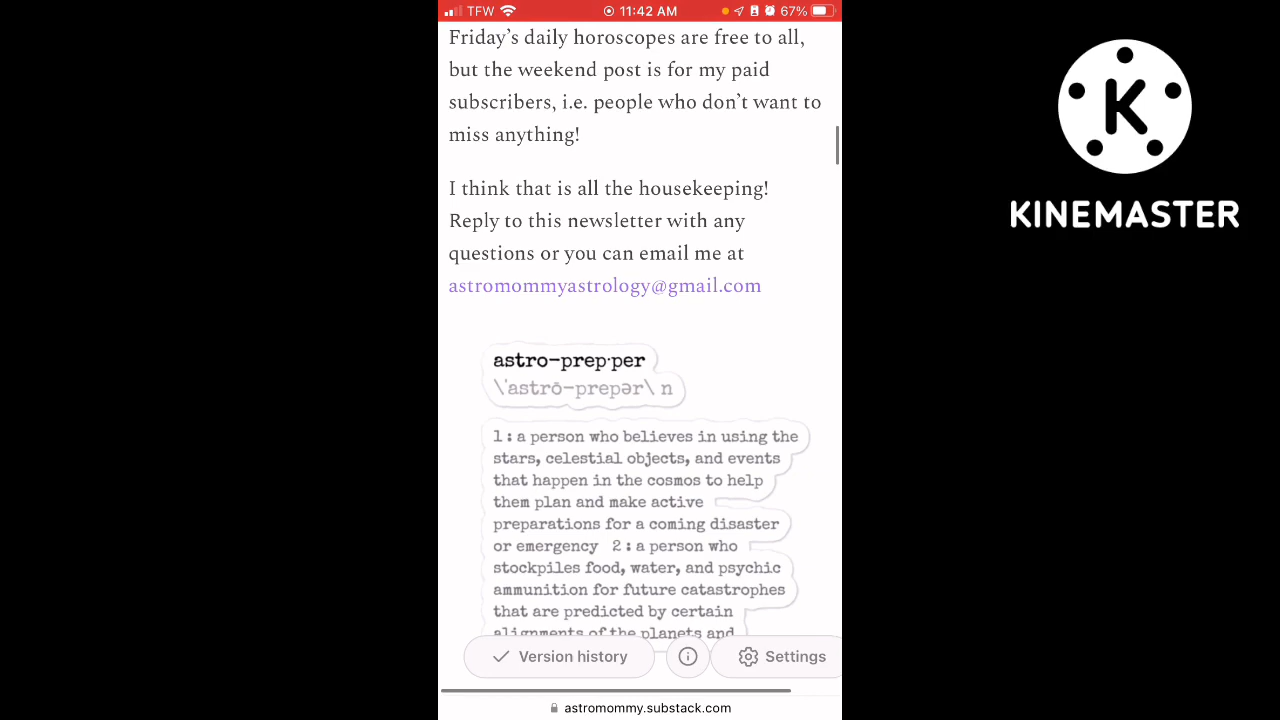 TFW 11:42 AM 67%
Friday's daily horoscopes are free to all,
but the weekend post is for my paid
subscribers, i.e. people who don't want to
miss anything!
I think that is all the housekeeping!
Reply to this newsletter with any
questions or you can email me at
astromommyastrology@gmail.com
astro-prep·per
\ˈastrō-prepər\ n
1: a person who believes in using the
stars, celestial objects, and events
that happen in the cosmos to help
them plan and make active
preparations for a coming disaster
or emergency 2: a person who
stockpiles food, water, and psychic
ammunition for future catastrophes
that are predicted by certain
alignments of the planets and
Version history Settings
astromommy.substack.com
K
KINEMASTER